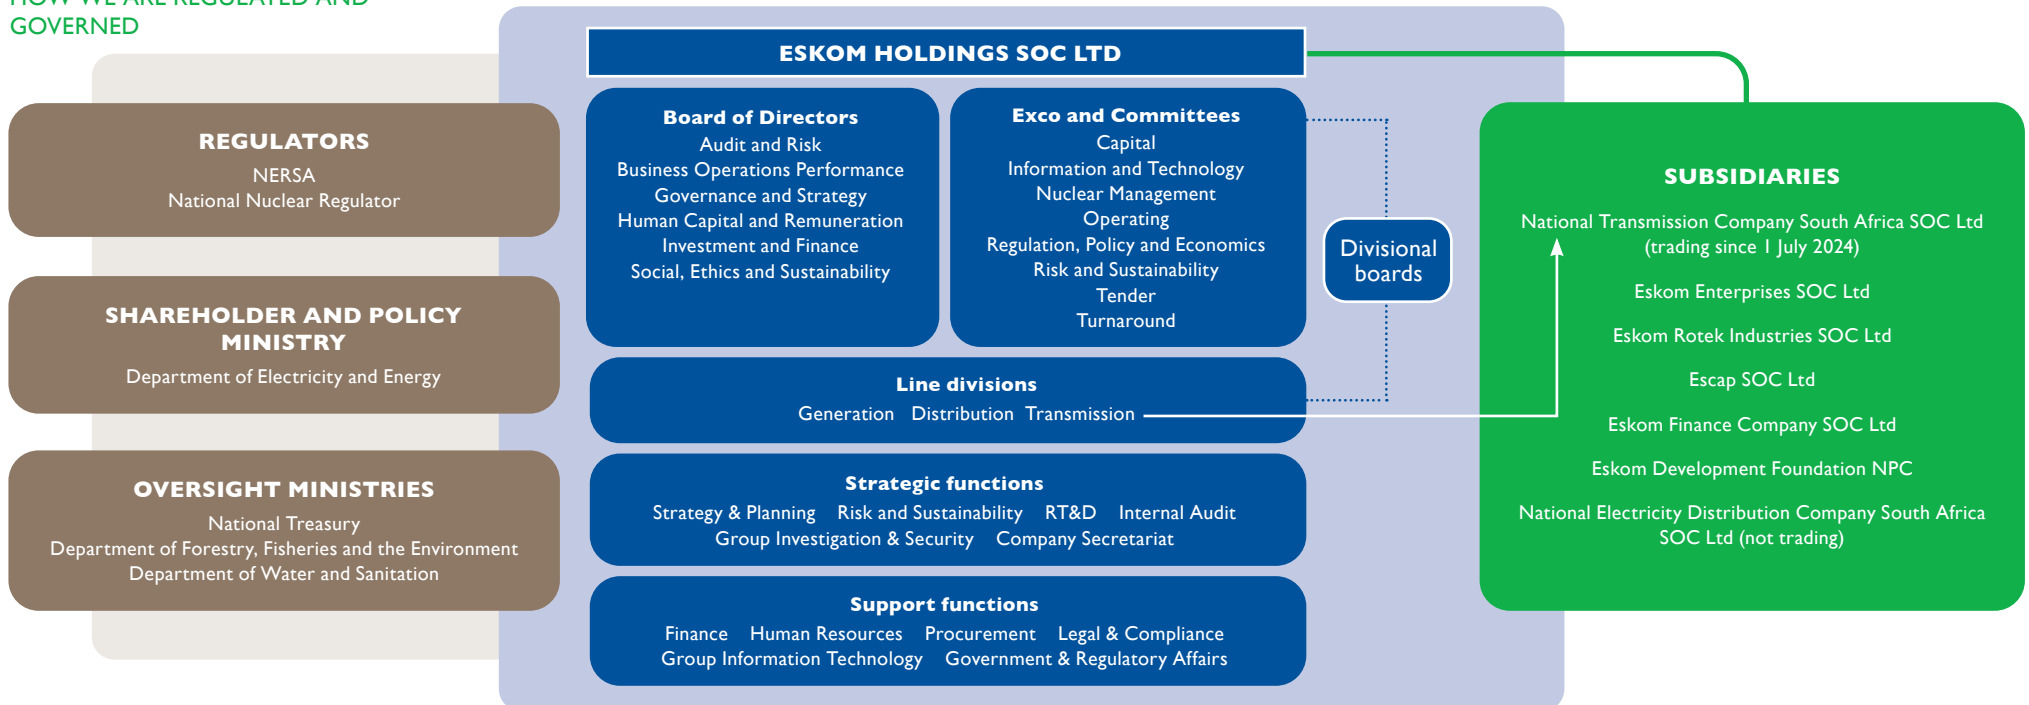 HOW WE ARE REGULATED AND
GOVERNED
REGULATORS
NERSA
National Nuclear Regulator
SHAREHOLDER AND POLICY
MINISTRY
Department of Electricity and Energy
OVERSIGHT MINISTRIES
National Treasury
Department of Forestry, Fisheries and the Environment
Department of Water and Sanitation
ESKOM HOLDINGS SOC LTD
Board of Directors
Audit and Risk
Business Operations Performance
Governance and Strategy
Human Capital and Remuneration
Investment and Finance
Social, Ethics and Sustainability
Exco and Committees
Capital
Information and Technology
Nuclear Management
Operating
Regulation, Policy and Economics
Risk and Sustainability
Tender
Turnaround
Divisional
boards
Line divisions
Generation Distribution Transmission
Strategic functions
Strategy & Planning Risk and Sustainability RT&D Internal Audit
Group Investigation & Security Company Secretariat
Support functions
Finance Human Resources Procurement Legal & Compliance
Group Information Technology Government & Regulatory Affairs
SUBSIDIARIES
National Transmission Company South Africa SOC Ltd
(trading since 1 July 2024)
Eskom Enterprises SOC Ltd
Eskom Rotek Industries SOC Ltd
Escap SOC Ltd
Eskom Finance Company SOC Ltd
Eskom Development Foundation NPC
National Electricity Distribution Company South Africa
SOC Ltd (not trading)